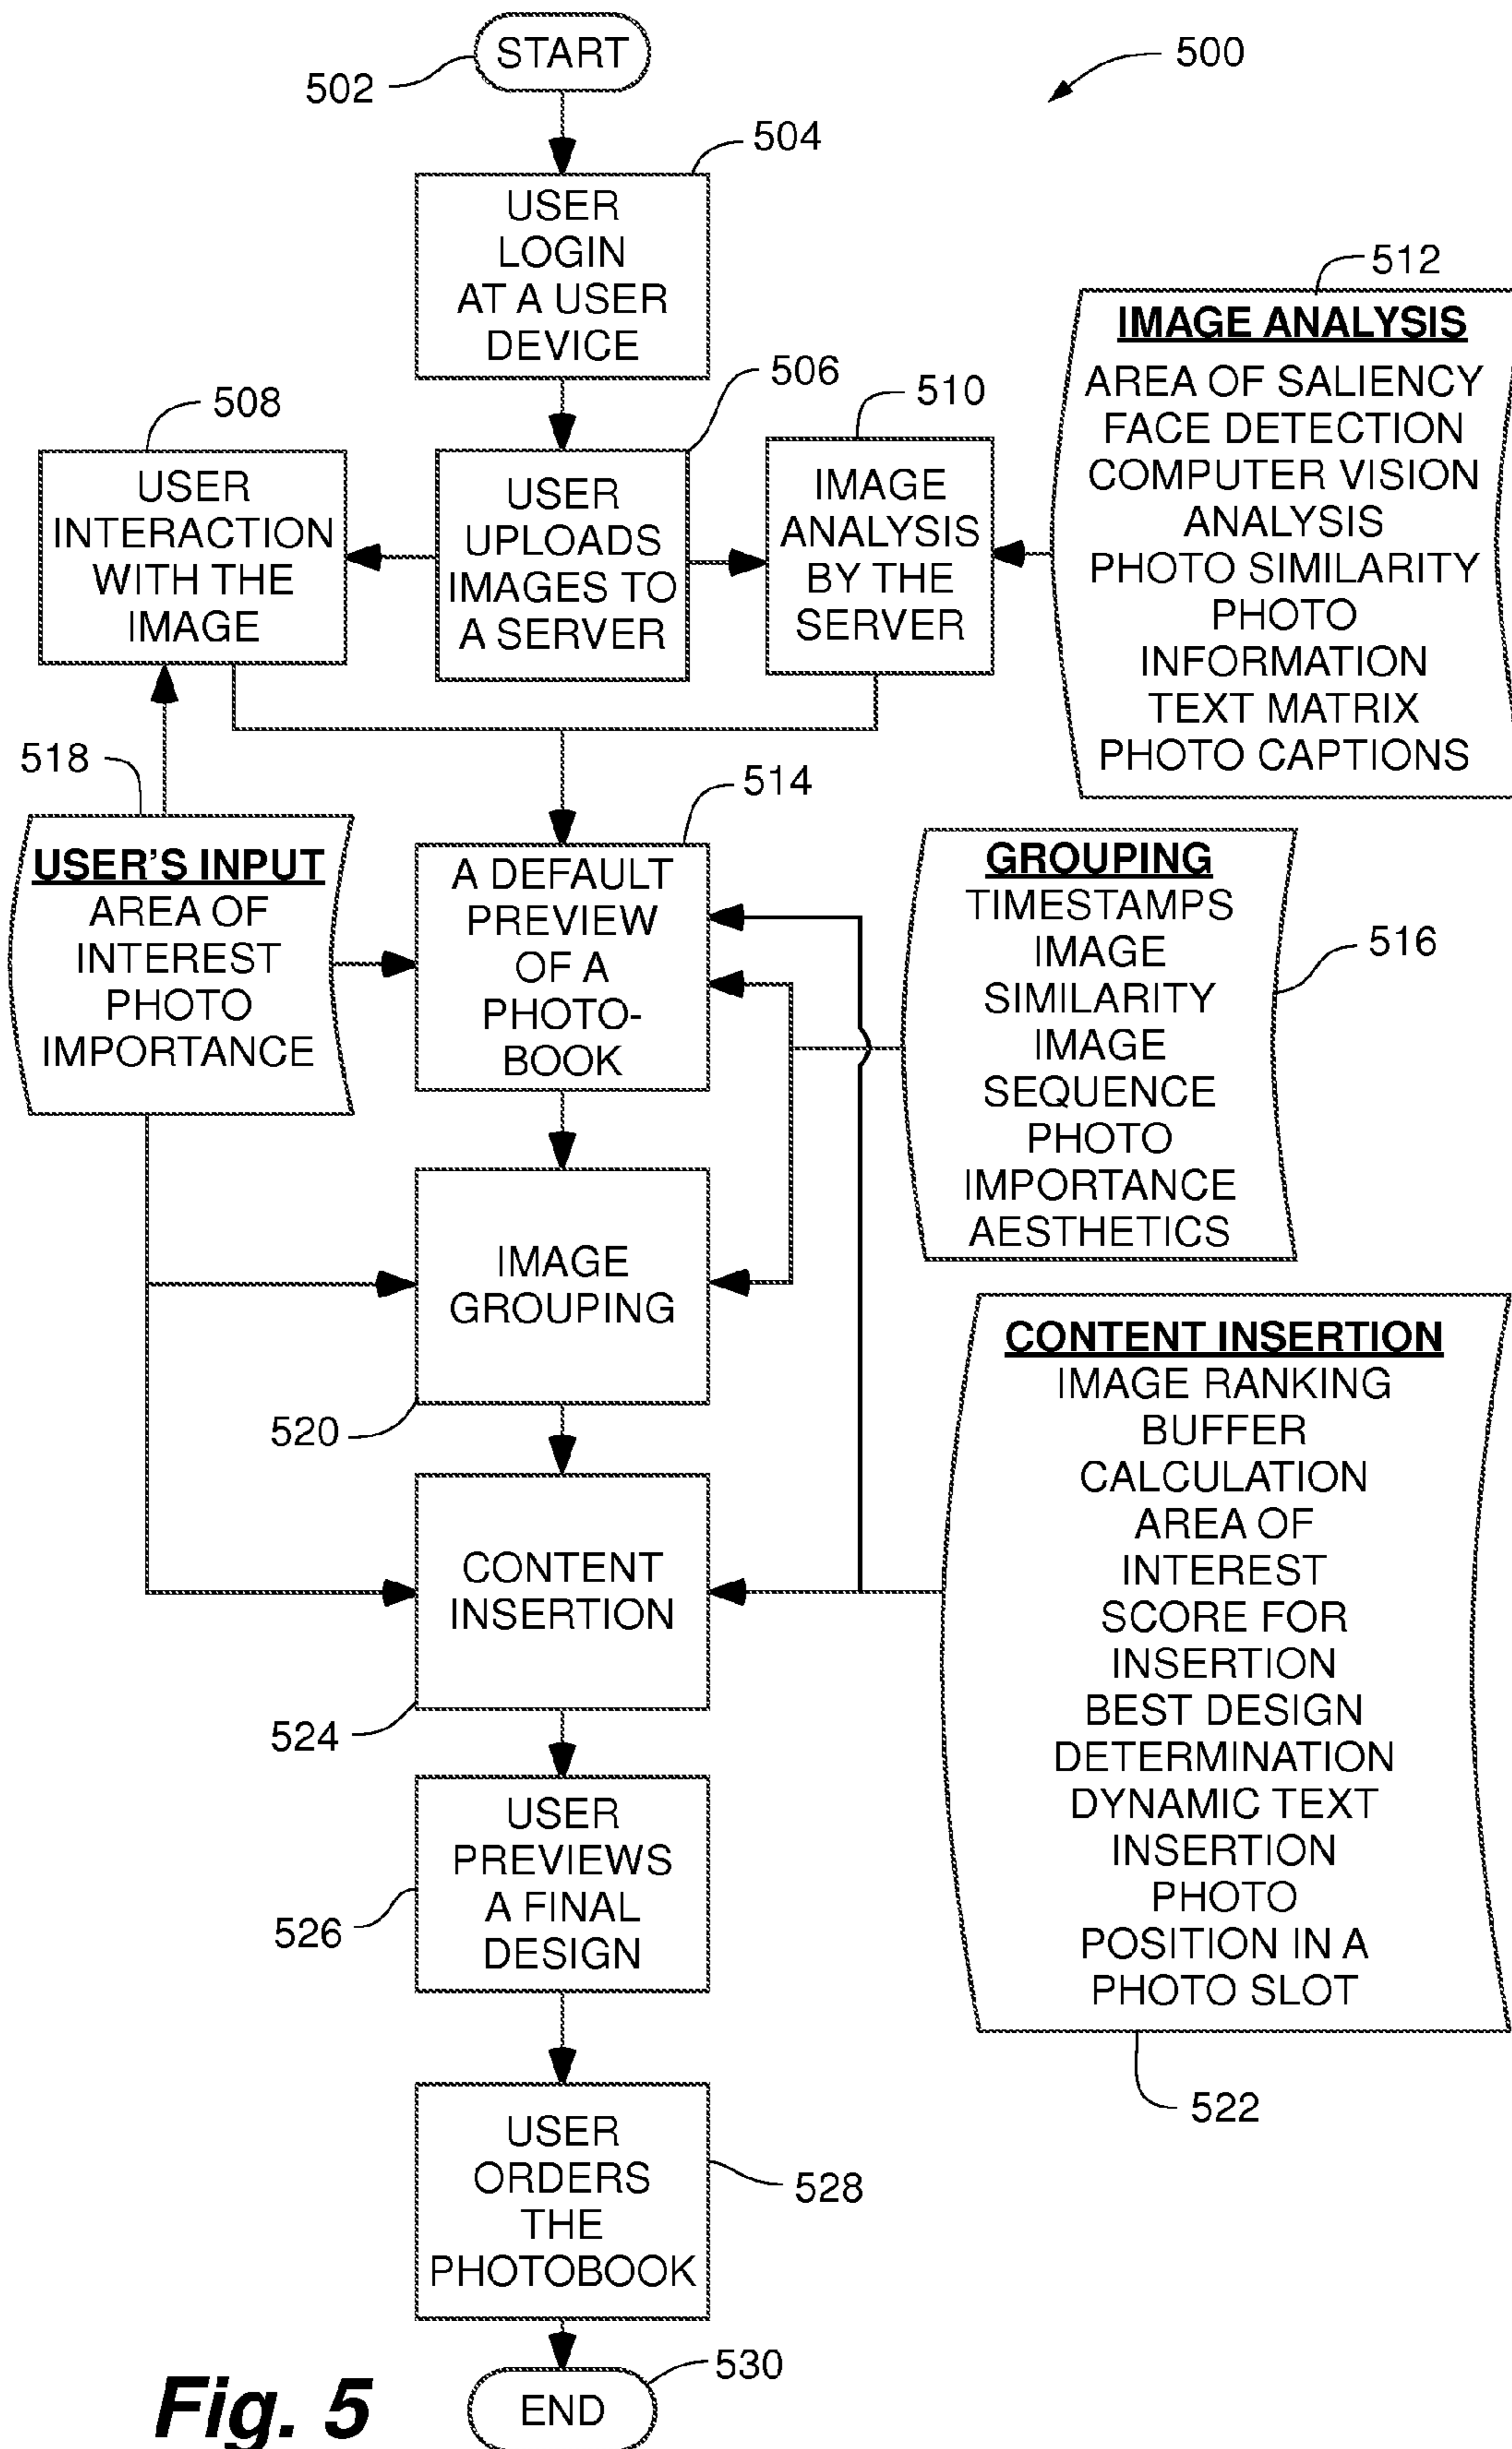 START
502
500
504
USER
LOGIN
AT A USER
DEVICE
512
IMAGE ANALYSIS
AREA OF SALIENCY
FACE DETECTION
COMPUTER VISION
ANALYSIS
PHOTO SIMILARITY
PHOTO
INFORMATION
TEXT MATRIX
PHOTO CAPTIONS
506
508
510
USER
INTERACTION
WITH THE
IMAGE
USER
UPLOADS
IMAGES TO
A SERVER
IMAGE
ANALYSIS
BY THE
SERVER
518
514
USER'S INPUT
AREA OF
INTEREST
PHOTO
IMPORTANCE
A DEFAULT
PREVIEW
OF A
PHOTO-
BOOK
GROUPING
TIMESTAMPS
IMAGE
SIMILARITY
IMAGE
SEQUENCE
PHOTO
IMPORTANCE
AESTHETICS
516
IMAGE
GROUPING
520
CONTENT INSERTION
IMAGE RANKING
BUFFER
CALCULATION
AREA OF
INTEREST
SCORE FOR
INSERTION
BEST DESIGN
DETERMINATION
DYNAMIC TEXT
INSERTION
PHOTO
POSITION IN A
PHOTO SLOT
522
CONTENT
INSERTION
524
USER
PREVIEWS
A FINAL
DESIGN
526
USER
ORDERS
THE
PHOTOBOOK
528
530
END
Fig. 5